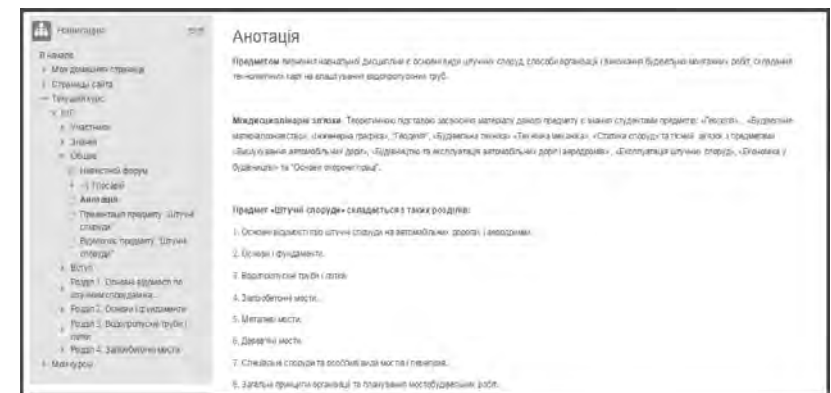 Навигация
В начало
Моя домашняя страница
Страницы сайта
Текущий курс
Участники
Значки
Общее
Новостной форум
Глосарій
Анотація
Презентація предмету "Штучні
споруди"
Відеоролік предмету "Штучні
споруди"
Вступ
Розділ 1. Основні відомості по
штучним спорудам на...
Розділ 2. Основи і фундаменти
Розділ 3. Водопропускні труби і
лотки
Розділ 4. Залізобетонні мости
Мои курсы
Анотація
Предметом вивчення навчальної дисципліни є основні види штучних споруд, способи організації і виконання будівельно-монтажних робіт, складання
технологічних карт на влаштування водопропускних труб.
Міждисциплінарні зв'язки. Теоретичною підставою засвоєння матеріалу даного предмету є знання студентами предметів: «Геологія», «Будівельне
матеріалознавство», «Інженерна графіка», "Геодезія", «Будівельна техніка» «Технічна механіка», «Статика споруд» та тісний зв'язок з предметами
«Вишукування автомобільних доріг», «Будівництво та експлуатація автомобільних доріг і аеродромів», «Експлуатація штучних споруд», «Економіка у
будівництві» та "Основи охорони праці".
Предмет «Штучні споруди» складається з таких розділів:
1. Основні відомості про штучні споруди на автомобільних дорогах і аеродромах.
2. Основи і фундаменти.
3. Водопропускні труби і лотки.
4. Залізобетонні мости.
5. Металеві мости.
6. Дерев'яні мости.
7. Спеціальні споруди та особливі види мостів і переправ.
8. Загальні принципи організації та планування мостобудівельних робіт.